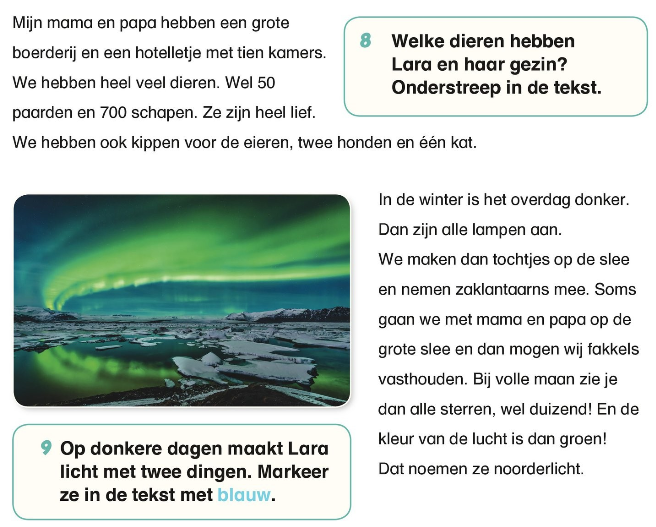 Mijn mama en papa hebben een grote
boerderij en een hotelletje met tien kamers.
We hebben heel veel dieren. Wel 50
paarden en 700 schapen. Ze zijn heel lief.
We hebben ook kippen voor de eieren, twee honden en één kat.
8 Welke dieren hebben
Lara en haar gezin?
Onderstreep in de tekst.
In de winter is het overdag donker.
Dan zijn alle lampen aan.
We maken dan tochtjes op de slee
en nemen zaklantaarns mee. Soms
gaan we met mama en papa op de
grote slee en dan mogen wij fakkels
vasthouden. Bij volle maan zie je
dan alle sterren, wel duizend! En de
kleur van de lucht is dan groen!
Dat noemen ze noorderlicht.
9 Op donkere dagen maakt Lara
licht met twee dingen. Markeer
ze in de tekst met blauw.